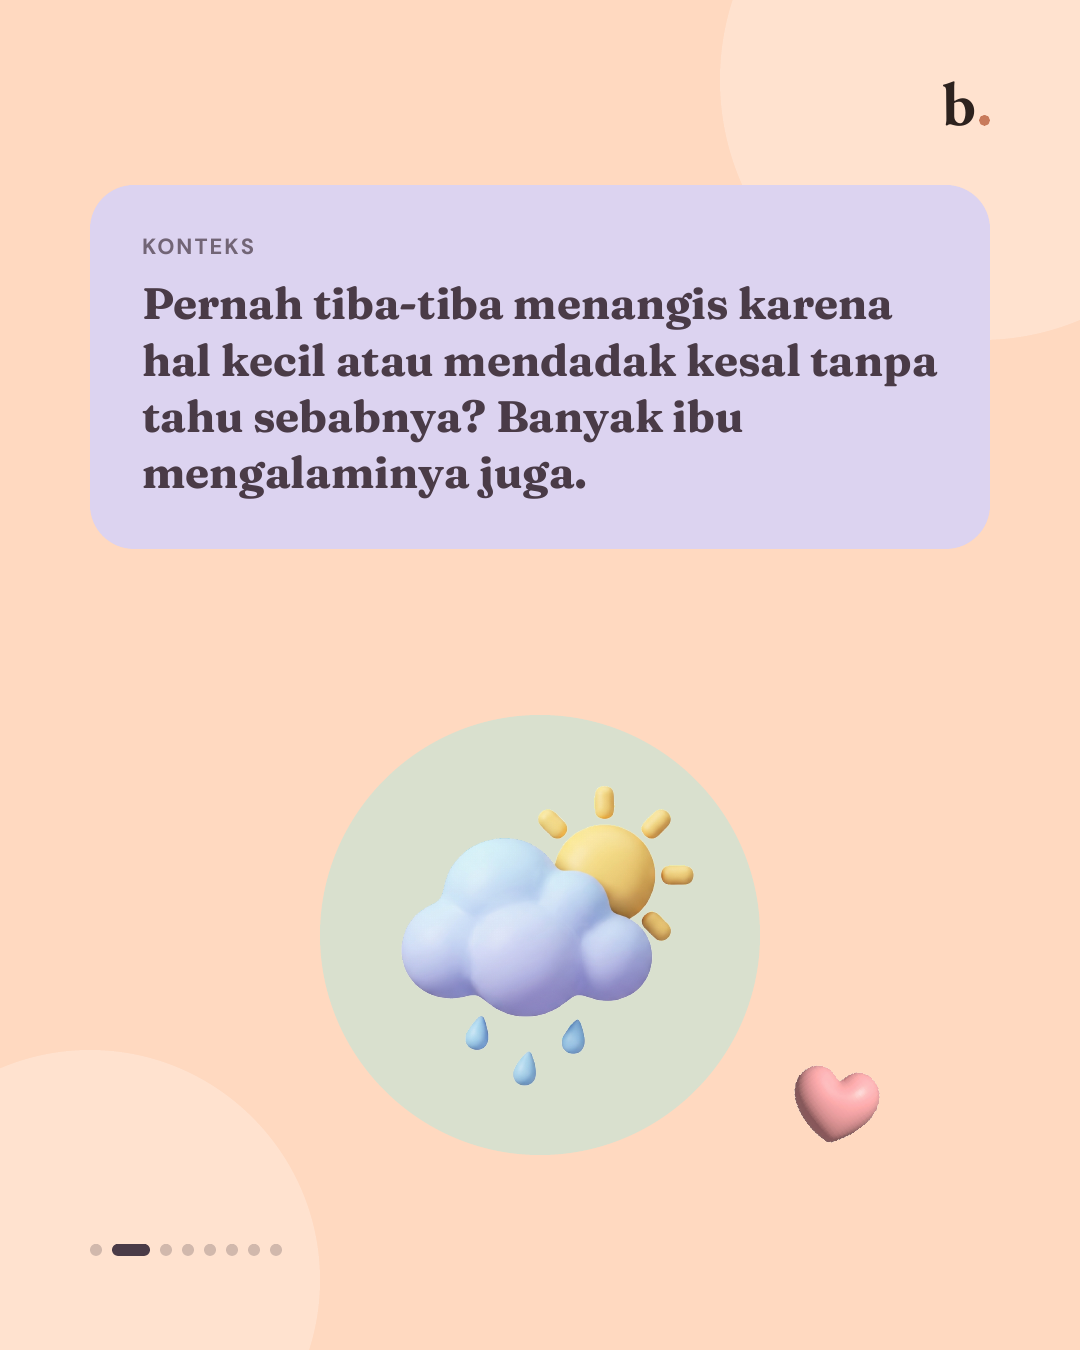 b.
KONTEKS
Pernah tiba-tiba menangis karena
hal kecil atau mendadak kesal tanpa
tahu sebabnya? Banyak ibu
mengalaminya juga.